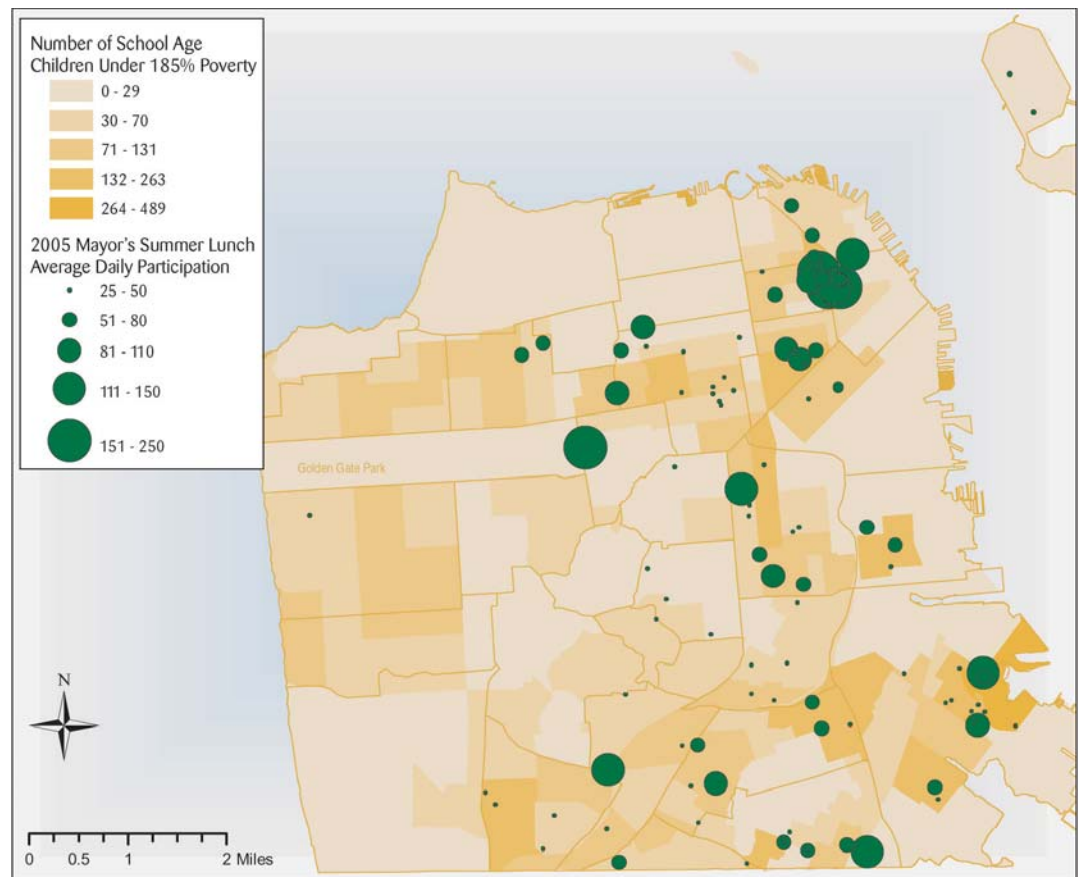 Number of School Age
Children Under 185% Poverty
0 - 29
30 - 70
71 - 131
132 - 263
264 - 489
2005 Mayor's Summer Lunch
Average Daily Participation
25 - 50
51 - 80
81 - 110
111 - 150
151 - 250
Golden Gate Park
N
0 0.5 1 2 Miles